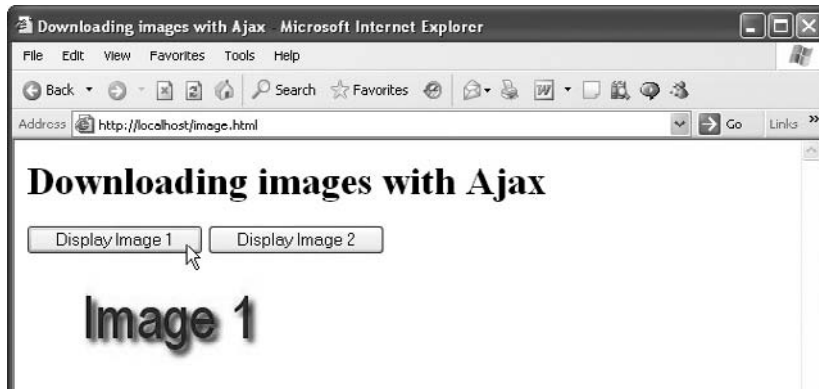 Downloading images with Ajax - Microsoft Internet Explorer
File Edit View Favorites Tools Help
Back Search Favorites W
Address http://localhost/image.html Go Links »
Downloading images with Ajax
Display Image 1 Display Image 2
Image 1